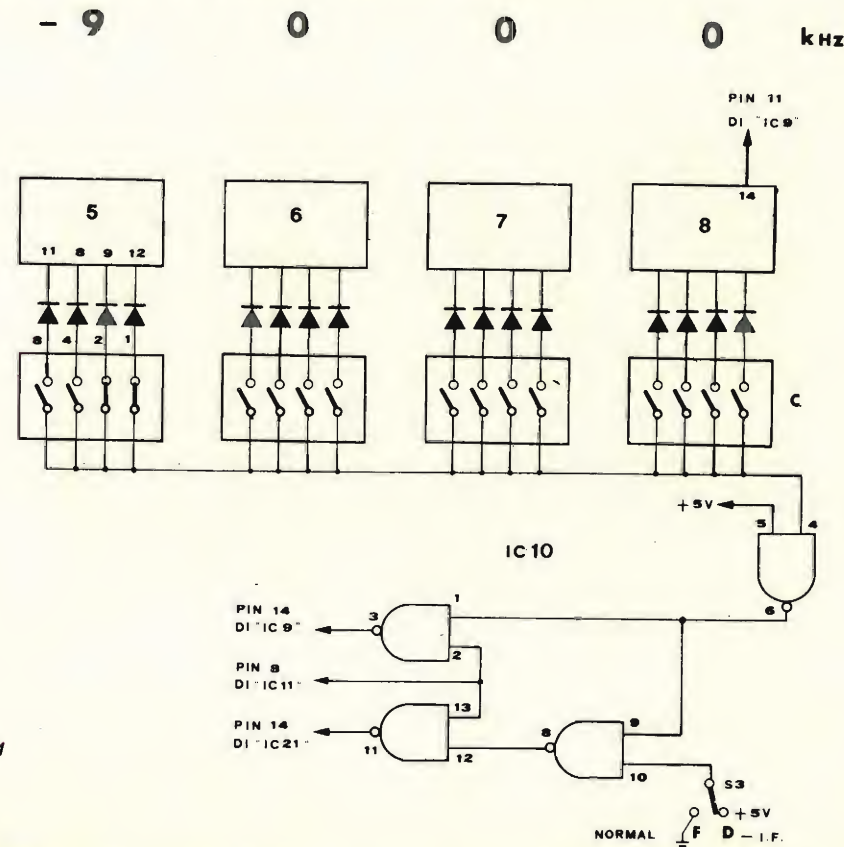 - 9 0 0 0 kHz
PIN 11
DI "IC9"
14
5 6 7 8
11 8 9 12
8 4 2 1
C
+5V
5 4
IC10
6
PIN 14
DI "IC9"
3 1
2
PIN 8
DI "IC11"
PIN 14
DI "IC21"
13
11 12
8 9
10
S3
+5V
NORMAL F D - I.F.